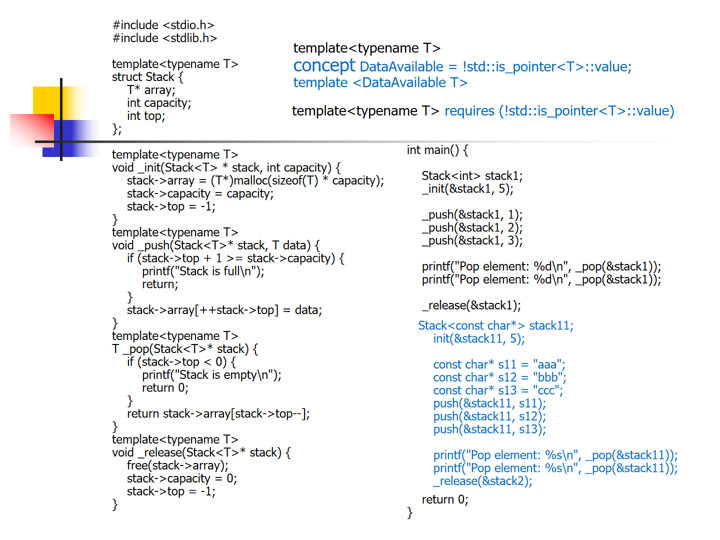 #include <stdio.h>
#include <stdlib.h>
template<typename T>
struct Stack {
T* array;
int capacity;
int top;
};
template<typename T>
concept DataAvailable = !std::is_pointer<T>::value;
template <DataAvailable T>
template<typename T> requires (!std::is_pointer<T>::value)
template<typename T>
void _init(Stack<T> * stack, int capacity) {
stack->array = (T*)malloc(sizeof(T) * capacity);
stack->capacity = capacity;
stack->top = -1;
}
template<typename T>
void _push(Stack<T>* stack, T data) {
if (stack->top + 1 >= stack->capacity) {
printf("Stack is full\n");
return;
}
stack->array[++stack->top] = data;
}
template<typename T>
T _pop(Stack<T>* stack) {
if (stack->top < 0) {
printf("Stack is empty\n");
return 0;
}
return stack->array[stack->top--];
}
template<typename T>
void _release(Stack<T>* stack) {
free(stack->array);
stack->capacity = 0;
stack->top = -1;
}
int main() {
Stack<int> stack1;
_init(&stack1, 5);
_push(&stack1, 1);
_push(&stack1, 2);
_push(&stack1, 3);
printf("Pop element: %d\n", _pop(&stack1));
printf("Pop element: %d\n", _pop(&stack1));
_release(&stack1);
Stack<const char*> stack11;
init(&stack11, 5);
const char* s11 = "aaa";
const char* s12 = "bbb";
const char* s13 = "ccc";
push(&stack11, s11);
push(&stack11, s12);
push(&stack11, s13);
printf("Pop element: %s\n", _pop(&stack11));
printf("Pop element: %s\n", _pop(&stack11));
_release(&stack2);
return 0;
}